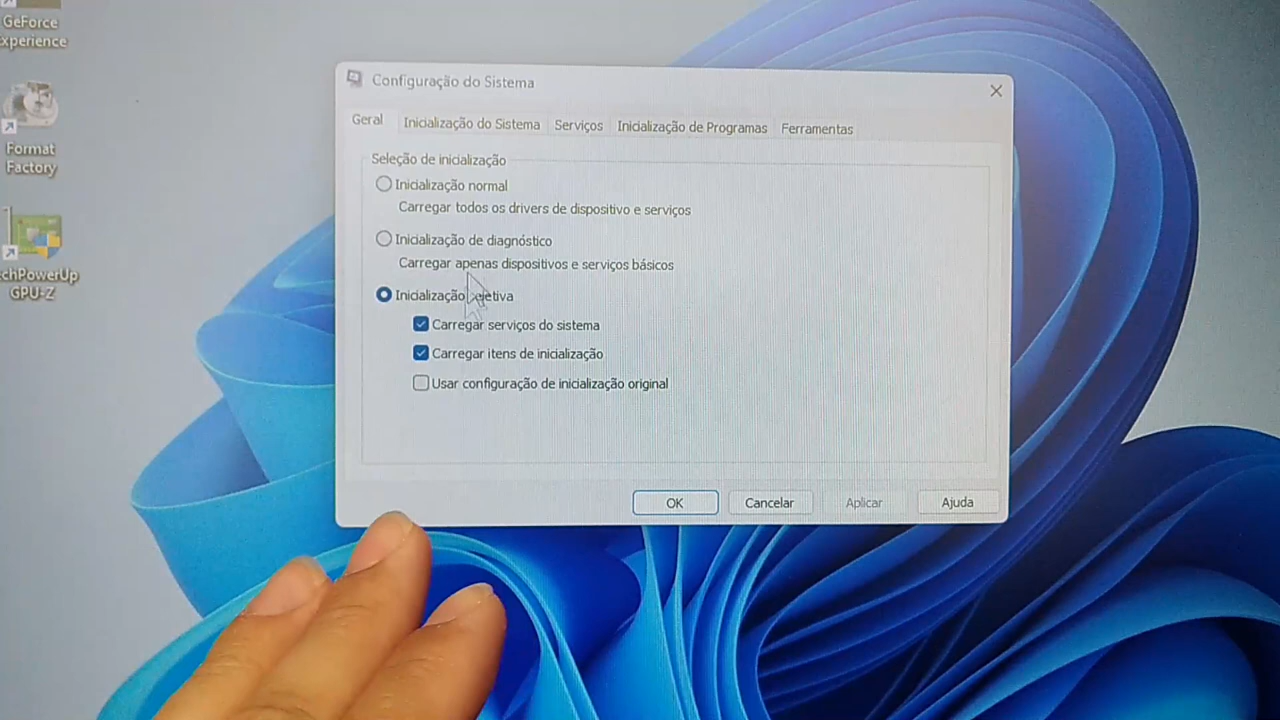 GeForce
xperience
Format
Factory
chPowerUp
GPU-Z
Configuração do Sistema
Geral Inicialização do Sistema Serviços Inicialização de Programas Ferramentas
Seleção de inicialização
Inicialização normal
Carregar todos os drivers de dispositivo e serviços
Inicialização de diagnóstico
Carregar apenas dispositivos e serviços básicos
Inicialização seletiva
Carregar serviços do sistema
Carregar itens de inicialização
Usar configuração de inicialização original
OK Cancelar Aplicar Ajuda